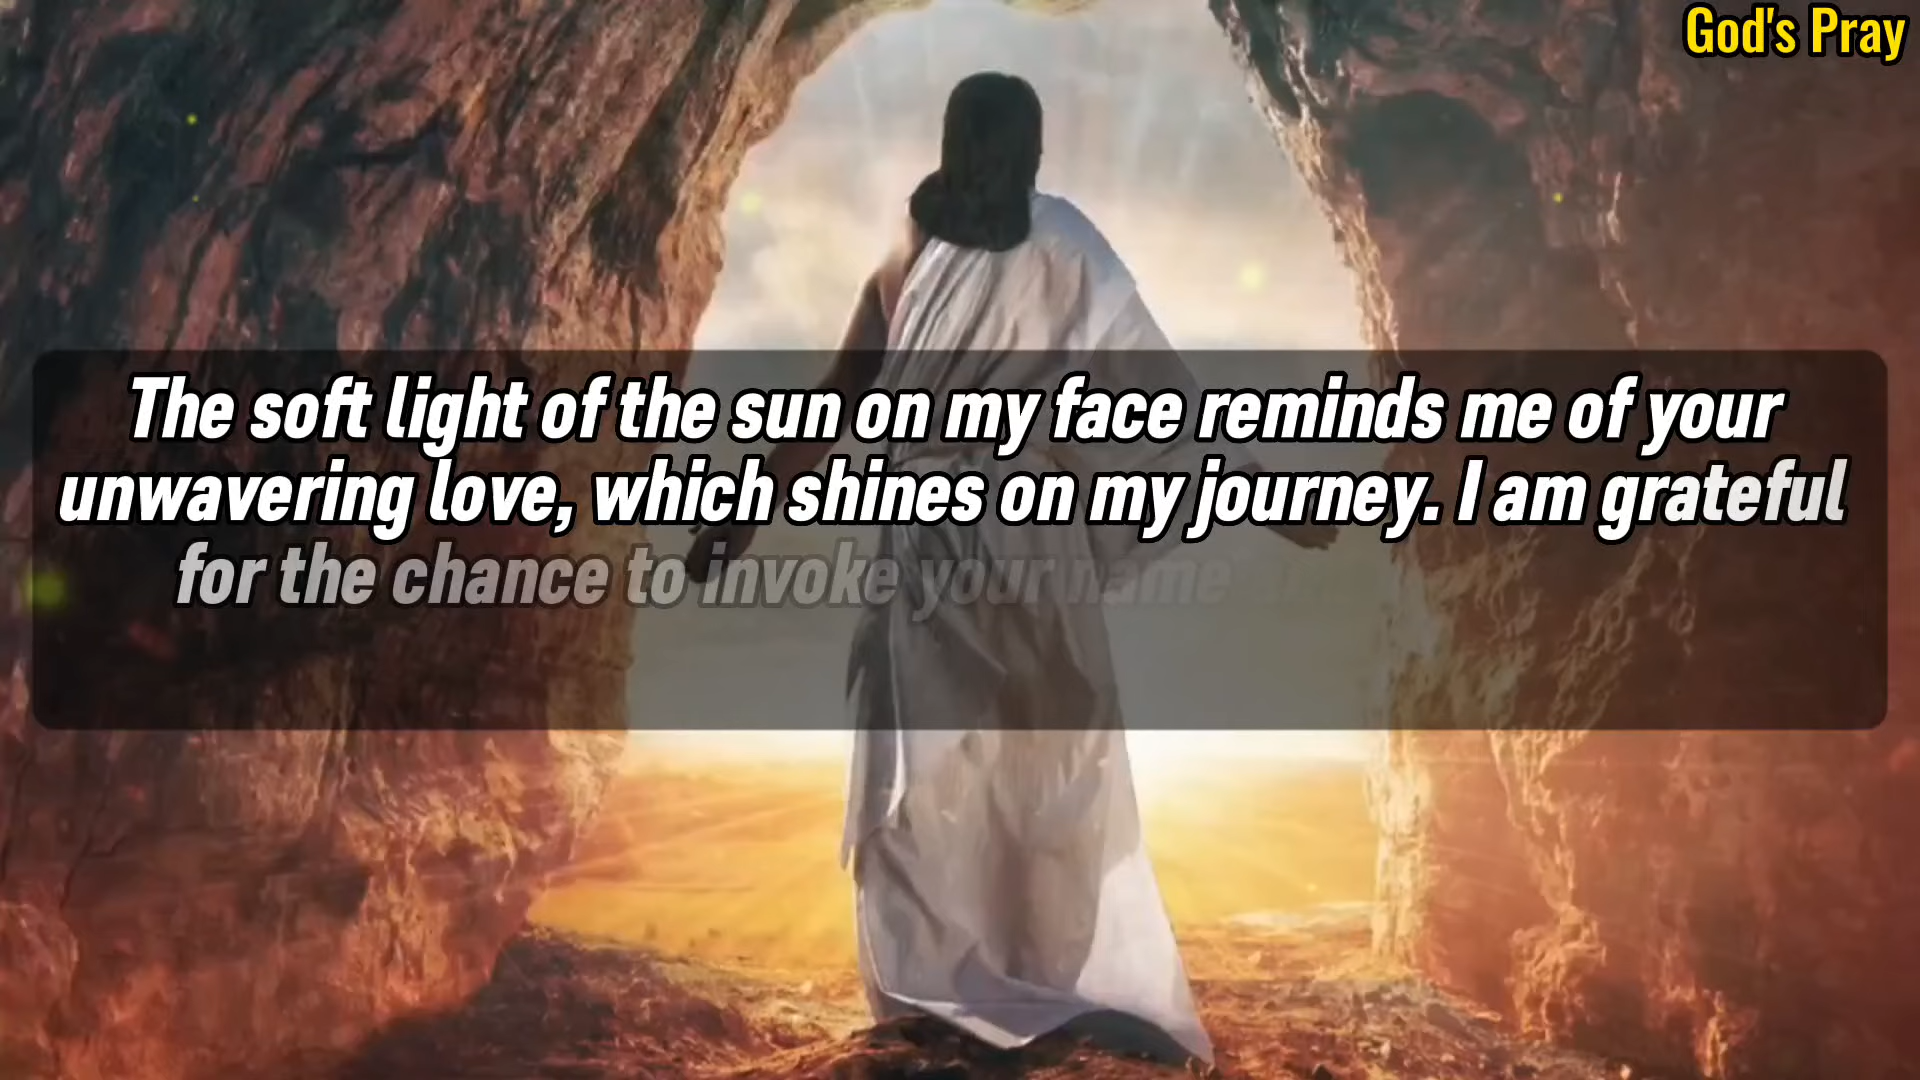 God's Pray
The soft light of the sun on my face reminds me of your
unwavering love, which shines on my journey. I am grateful
for the chance to invoke your name